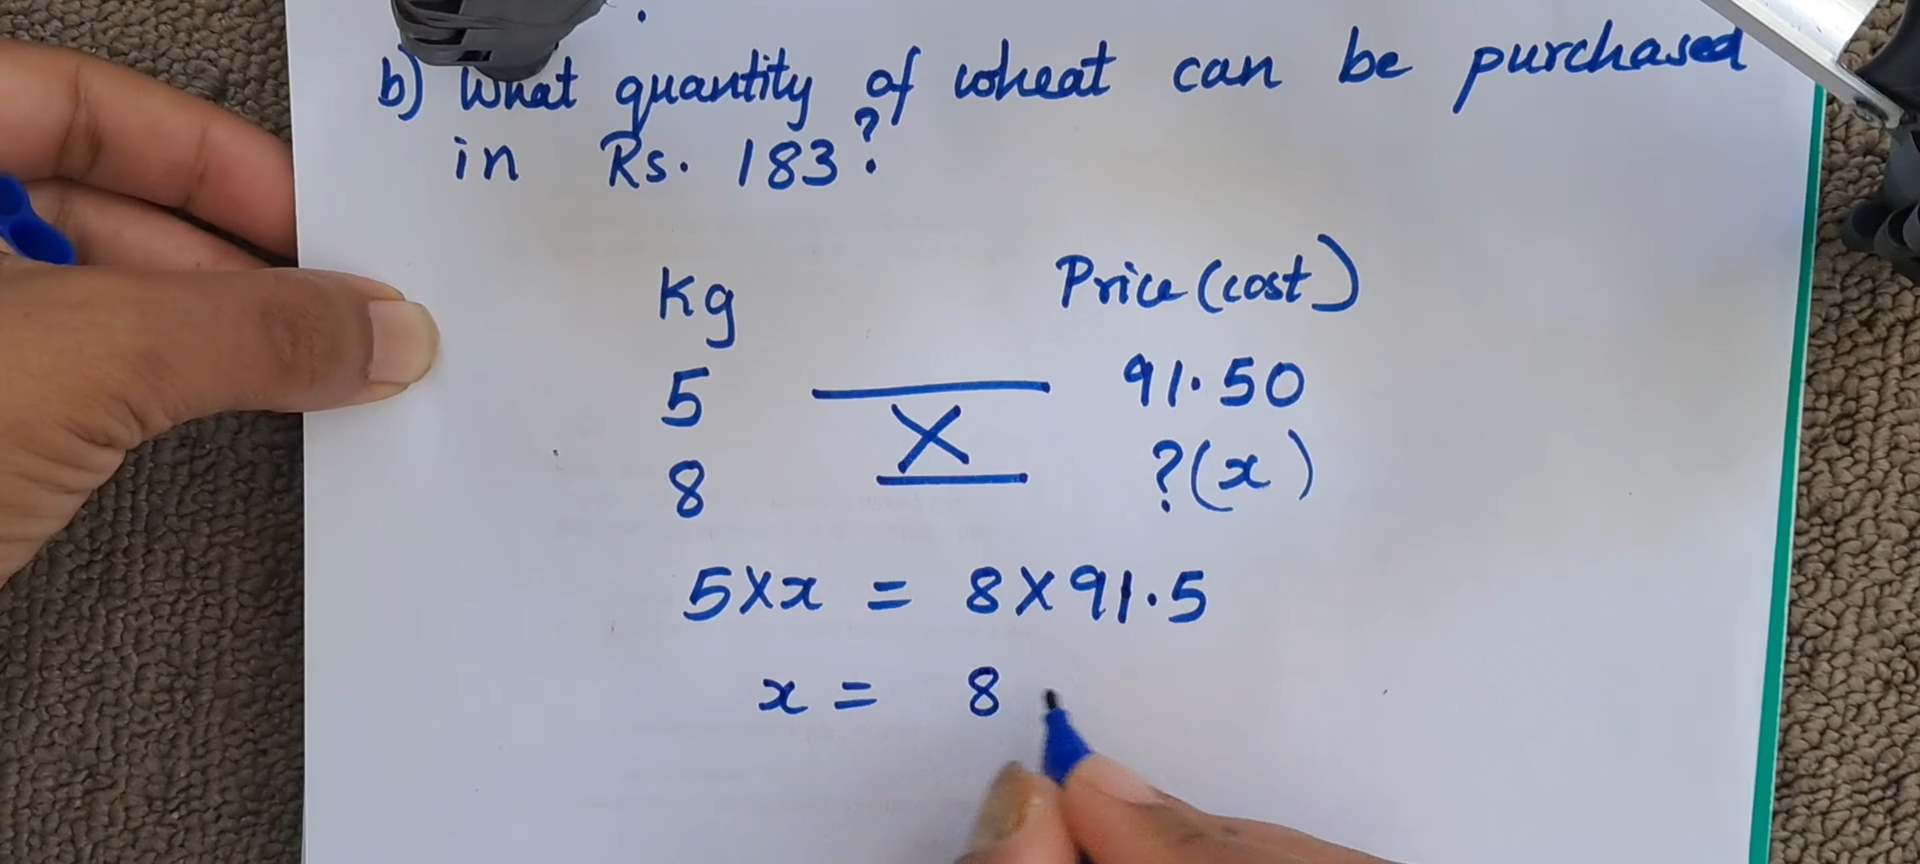 b) What quantity of wheat can be purchased
in Rs. 183?
Kg Price (cost)
5 91.50
X
8 ?(x)
5×x = 8×91.5
x = 8